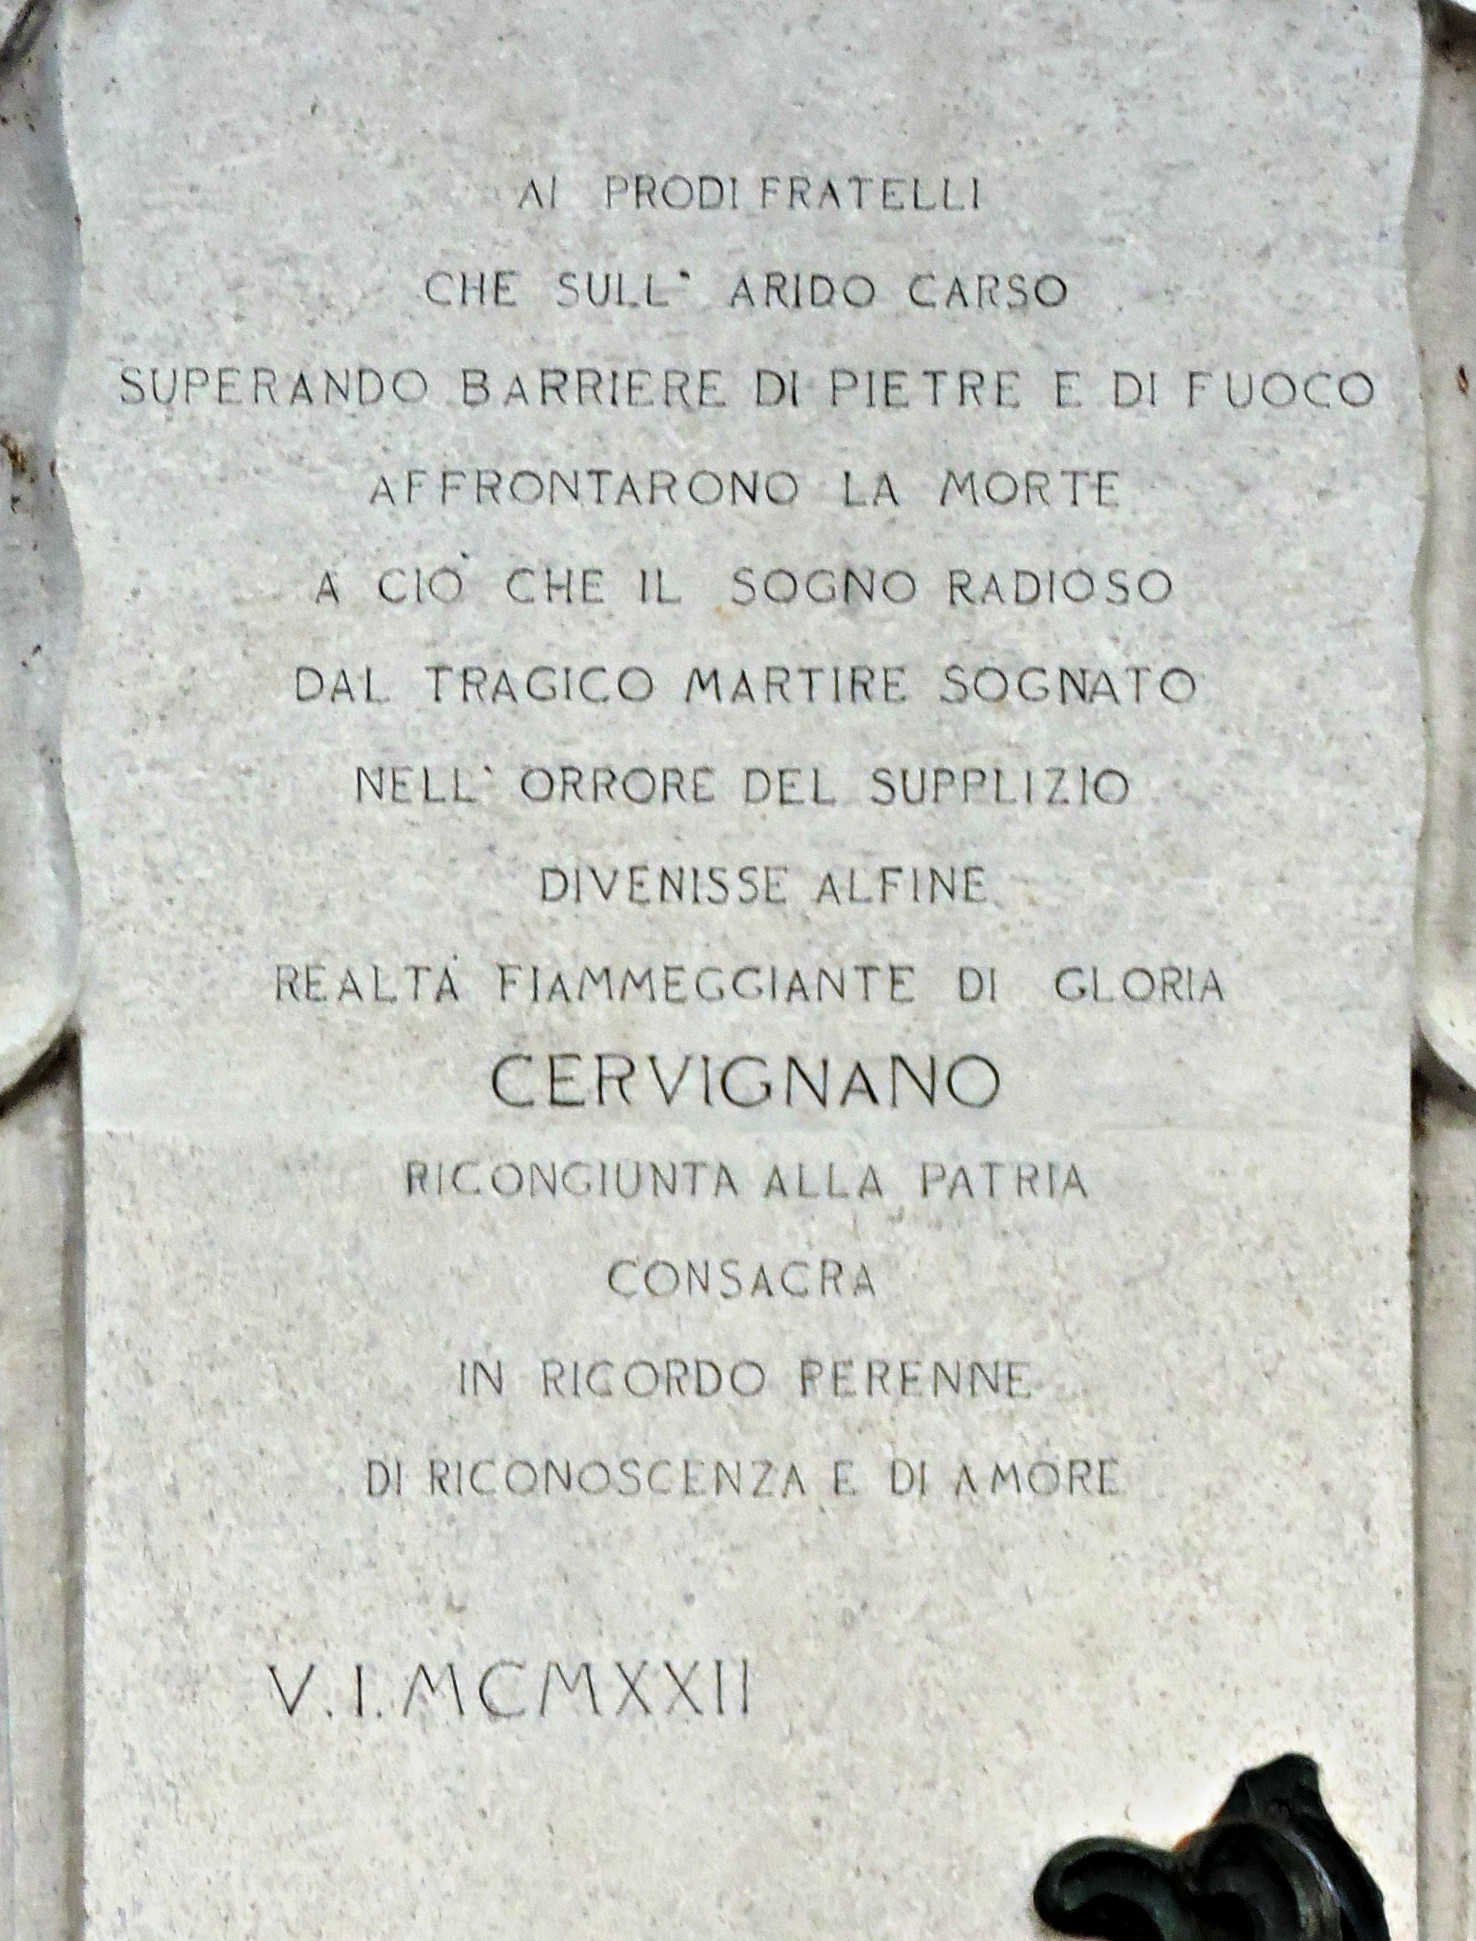 AI PRODI FRATELLI
CHE SULL' ARIDO CARSO
SUPERANDO BARRIERE DI PIETRE E DI FUOCO
AFFRONTARONO LA MORTE
A CIÒ CHE IL SOGNO RADIOSO
DAL TRAGICO MARTIRE SOGNATO
NELL' ORRORE DEL SUPPLIZIO
DIVENISSE ALFINE
REALTÀ FIAMMEGGIANTE DI GLORIA
CERVIGNANO
RICONGIUNTA ALLA PATRIA
CONSACRA
IN RICORDO PERENNE
DI RICONOSCENZA E DI AMORE
V.I.MCMXXII